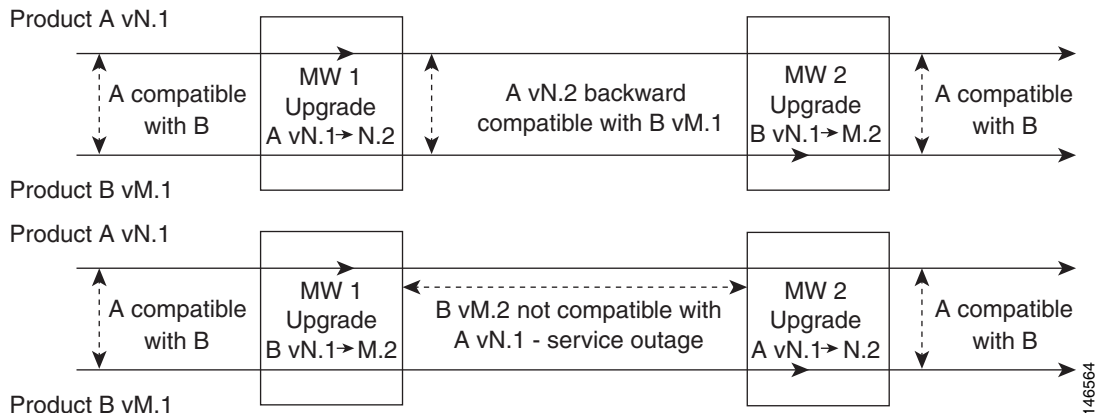 Product A vN.1
A compatible
with B
MW 1
Upgrade
A vN.1→ N.2
A vN.2 backward
compatible with B vM.1
MW 2
Upgrade
B vN.1→ M.2
A compatible
with B
Product B vM.1
Product A vN.1
A compatible
with B
MW 1
Upgrade
B vN.1→ M.2
B vM.2 not compatible with
A vN.1 - service outage
MW 2
Upgrade
A vN.1→ N.2
A compatible
with B
Product B vM.1
146564